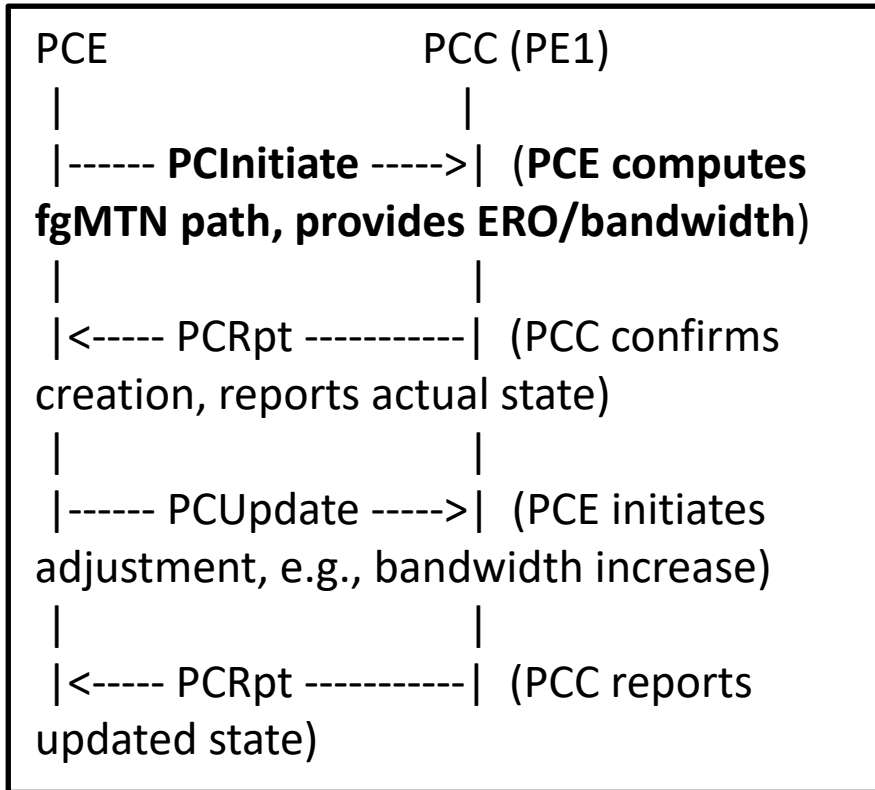 PCE PCC (PE1)
| |
|------ PCInitiate ----->| (PCE computes
fgMTN path, provides ERO/bandwidth)
| |
|<----- PCRpt -----------| (PCC confirms
creation, reports actual state)
| |
|------ PCUpdate ----->| (PCE initiates
adjustment, e.g., bandwidth increase)
| |
|<----- PCRpt -----------| (PCC reports
updated state)